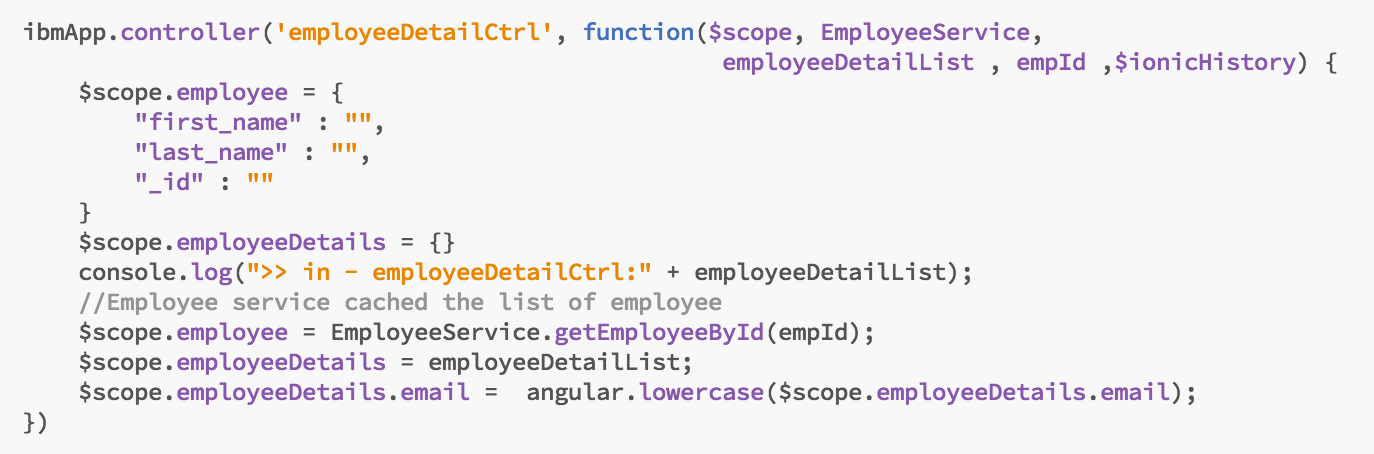 ibmApp.controller('employeeDetailCtrl', function($scope, EmployeeService,
                                                  employeeDetailList , empId ,$ionicHistory) {
    $scope.employee = {
        "first_name" : "",
        "last_name" : "",
        "_id" : ""
    }
    $scope.employeeDetails = {}
    console.log(">> in - employeeDetailCtrl:" + employeeDetailList);
    //Employee service cached the list of employee
    $scope.employee = EmployeeService.getEmployeeById(empId);
    $scope.employeeDetails = employeeDetailList;
    $scope.employeeDetails.email =  angular.lowercase($scope.employeeDetails.email);
})